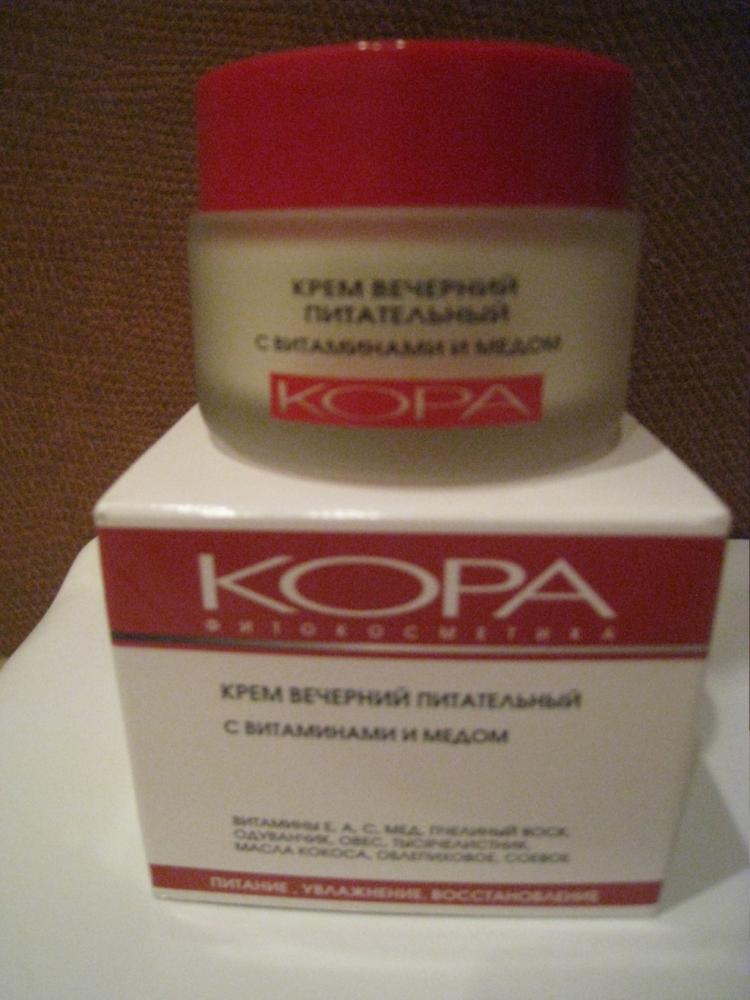 КРЕМ ВЕЧЕРНИЙ
ПИТАТЕЛЬНЫЙ
С ВИТАМИНАМИ И МЕДОМ
КОРА
КОРА
ФИТОКОСМЕТИКА
КРЕМ ВЕЧЕРНИЙ ПИТАТЕЛЬНЫЙ
С ВИТАМИНАМИ И МЕДОМ
ВИТАМИНЫ Е, А, С, МЕД, ПЧЕЛИНЫЙ ВОСК,
ОДУВАНЧИК, ОВЕС, ТЫСЯЧЕЛИСТНИК,
МАСЛА КОКОСА, ОБЛЕПИХОВОЕ, СОЕВОЕ
ПИТАНИЕ, УВЛАЖНЕНИЕ, ВОССТАНОВЛЕНИЕ